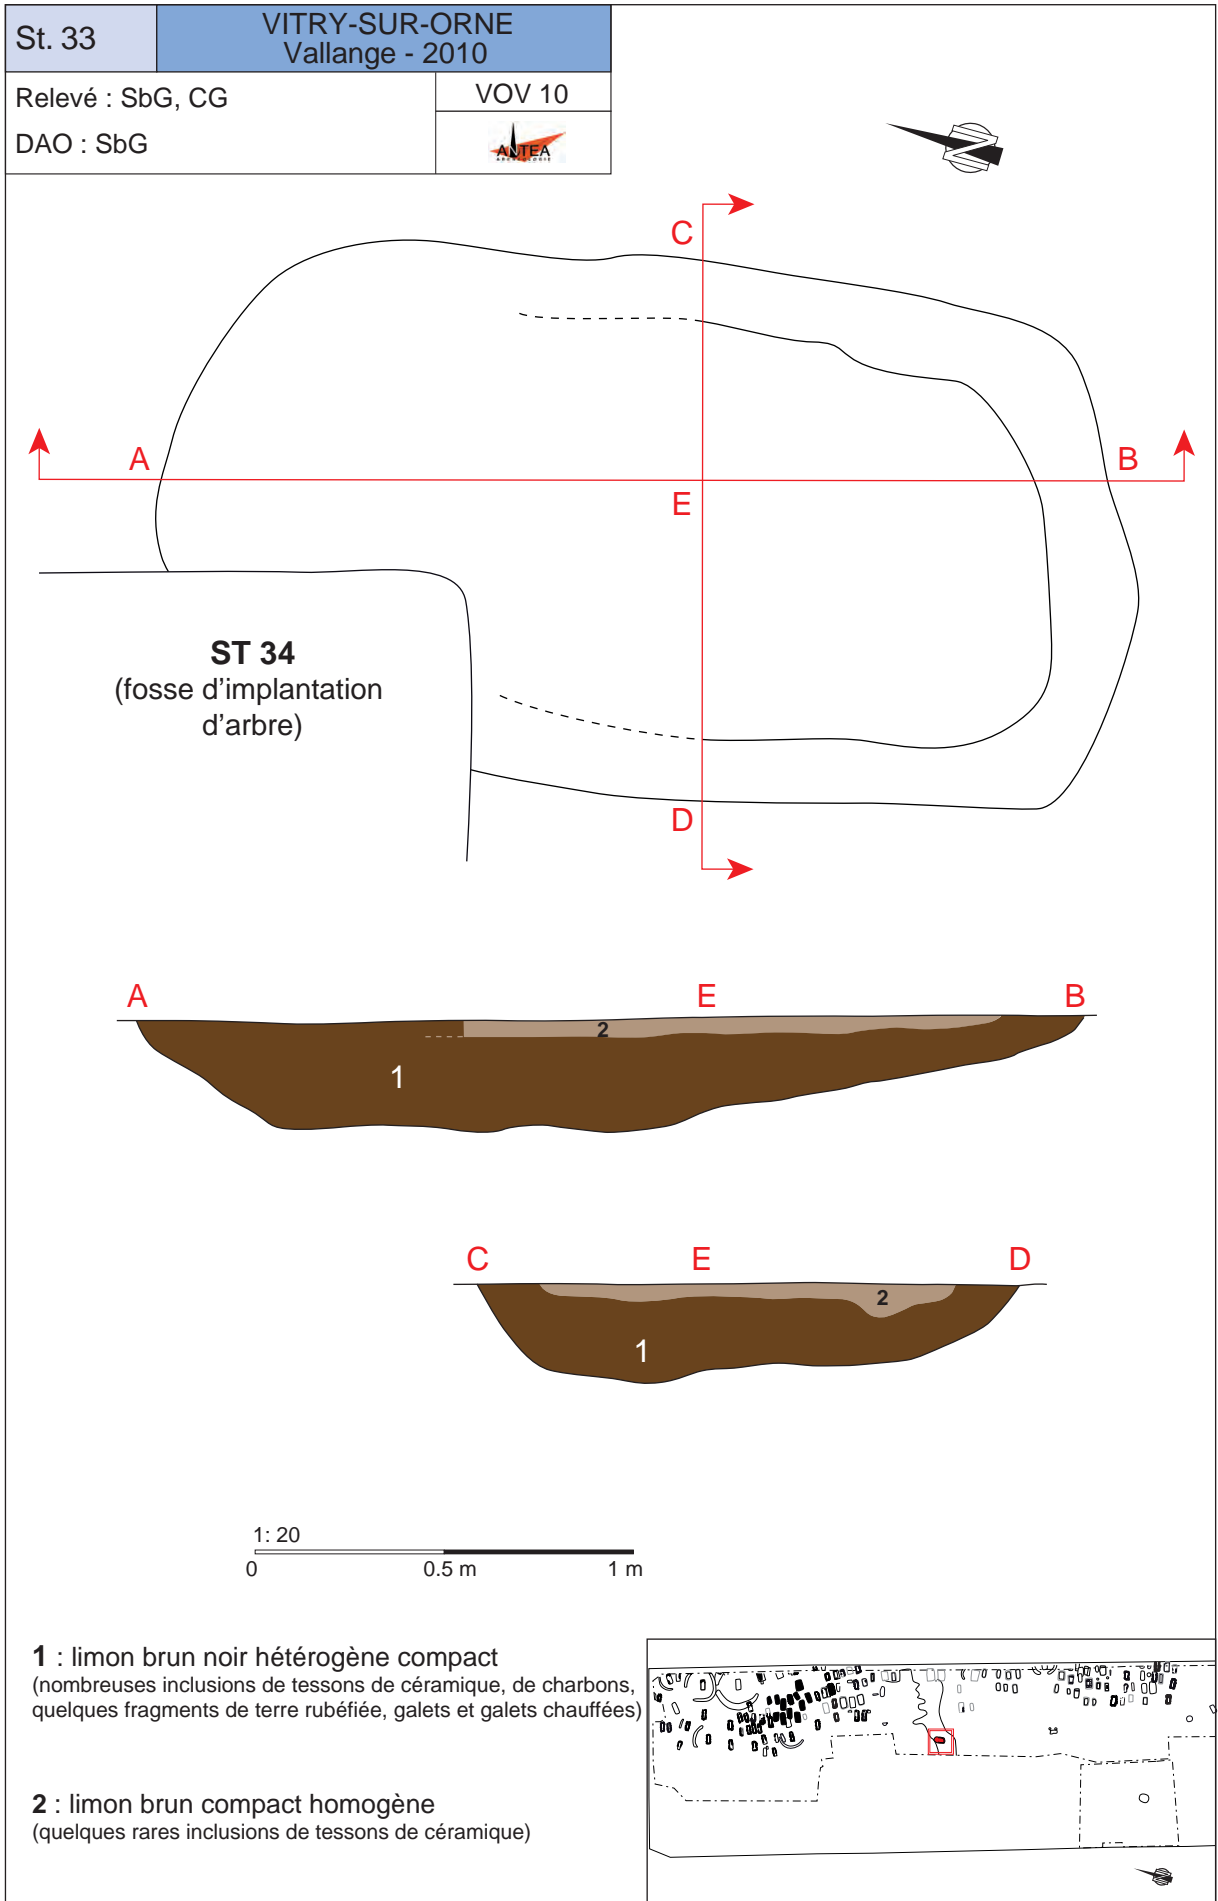 St. 33
VITRY-SUR-ORNE
Vallange - 2010
Relevé : SbG, CG
DAO : SbG
VOV 10
ANTEA
ARCHÉOLOGIE
N
C
A
B
E
D
ST 34
(fosse d'implantation
d'arbre)
A
E
B
2
1
C
E
D
2
1
1: 20
0
0.5 m
1 m
1 : limon brun noir hétérogène compact
(nombreuses inclusions de tessons de céramique, de charbons,
quelques fragments de terre rubéfiée, galets et galets chauffées)
2 : limon brun compact homogène
(quelques rares inclusions de tessons de céramique)